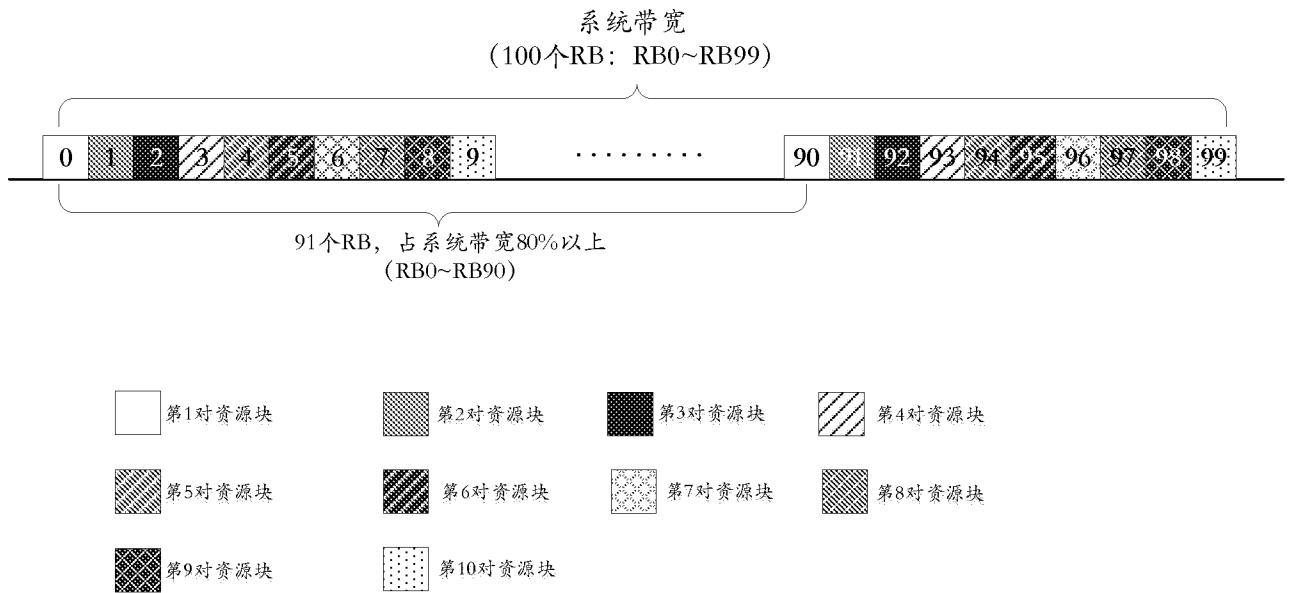 系统带宽
（100个RB：RB0~RB99）
0 1 2 3 4 5 6 7 8 9 ········· 90 91 92 93 94 95 96 97 98 99
91个RB，占系统带宽80%以上
（RB0~RB90）
第1对资源块 第2对资源块 第3对资源块 第4对资源块
第5对资源块 第6对资源块 第7对资源块 第8对资源块
第9对资源块 第10对资源块